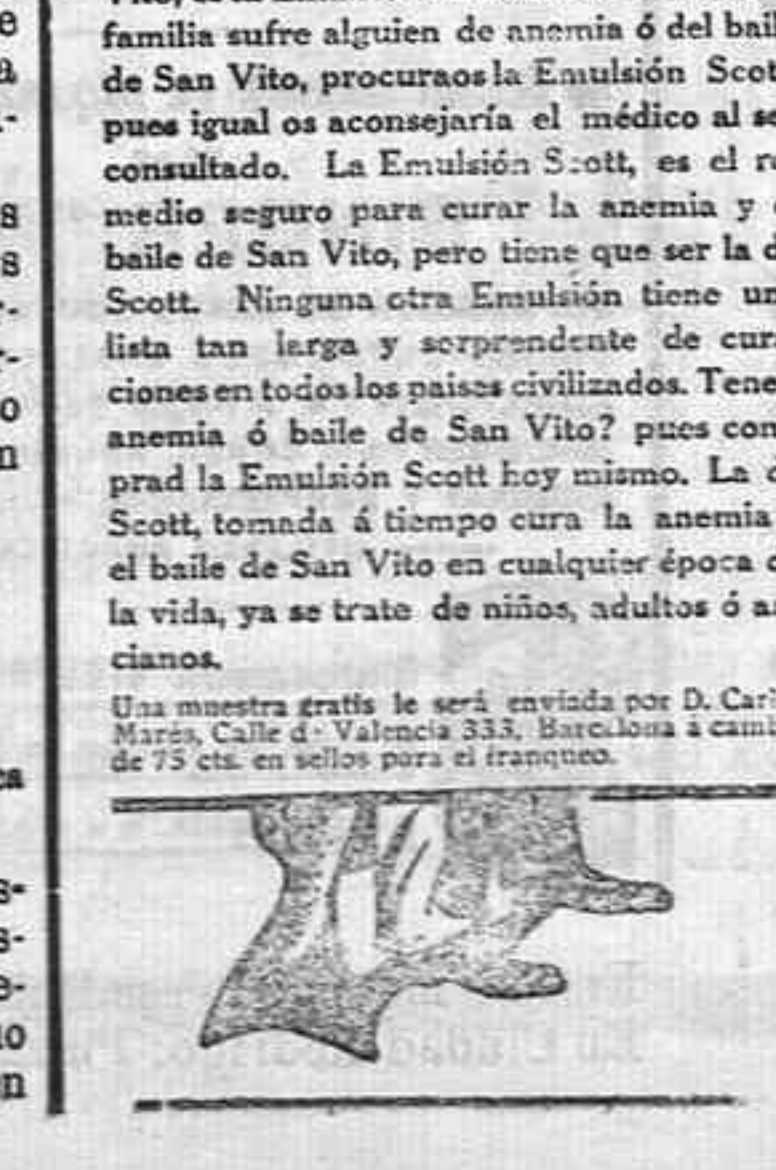 e
a
.-
s
s
r-
r-
o
n
ca
s-
s-
e-
no
n
familia sufre alguien de anemia ó del bail
de San Vito, procuraos la Emulsión Scot
pues igual os aconsejaría el médico al se
consultado. La Emulsión Scott, es el re
medio seguro para curar la anemia y
baile de San Vito, pero tiene que ser la d
Scott. Ninguna otra Emulsión tiene un
lista tan larga y sorprendente de cura
ciones en todos los paises civilizados. Tene
anemia ó baile de San Vito? pues com
prad la Emulsión Scott hoy mismo. La d
Scott, tomada á tiempo cura la anemia
el baile de San Vito en cualquier época d
la vida, ya se trate de niños, adultos ó an
cianos.
Una muestra gratis le será enviada por D. Carl
Marés, Calle de Valencia 333, Barcelona a cambi
de 75 cts. en sellos para el franqueo.